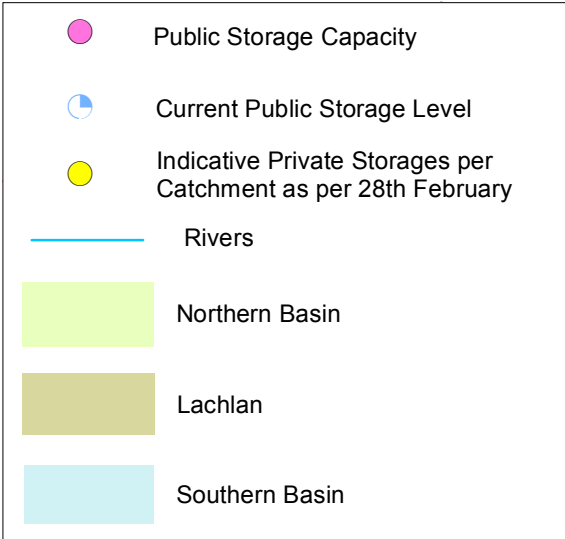 Public Storage Capacity
Current Public Storage Level
Indicative Private Storages per
Catchment as per 28th February
Rivers
Northern Basin
Lachlan
Southern Basin